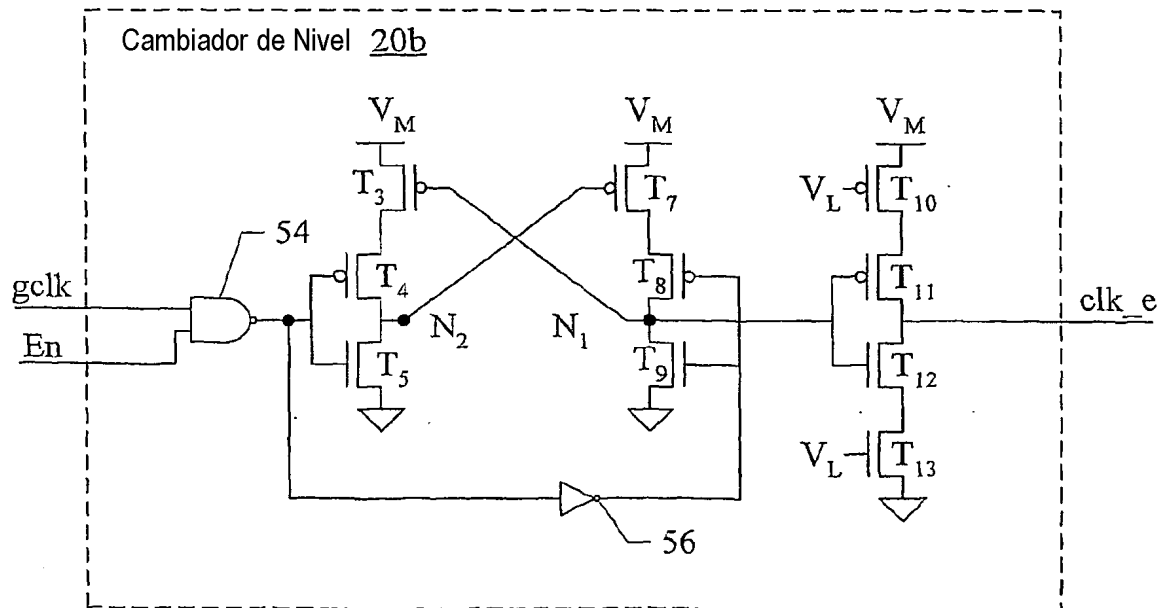 Cambiador de Nivel 20b
V_M
V_M
V_M
T_3
T_7
V_L
T_10
54
gclk
T_4
T_8
T_11
clk_e
N_2
N_1
En
T_5
T_9
T_12
V_L
T_13
56